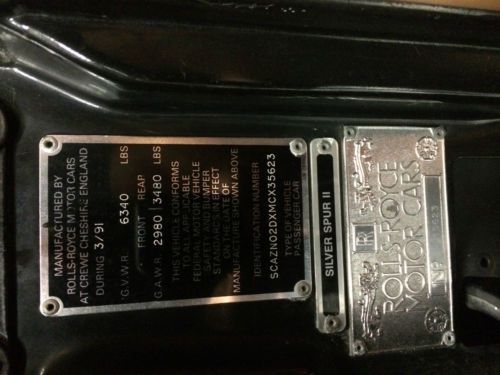 MANUFACTURED BY
ROLLS-ROYCE MOTOR CARS
AT CREWE CHESHIRE ENGLAND
DURING 3/91
G.V.W.R. 6340 LBS
FRONT REAR
G.A.W.R. 2980 3480 LBS
THIS VEHICLE CONFORMS
TO ALL APPLICABLE
FEDERAL MOTOR VEHICLE
SAFETY AND BUMPER
STANDARDS IN EFFECT
ON THE DATE OF
MANUFACTURE SHOWN ABOVE
IDENTIFICATION NUMBER
SCAZN02DXMCX35623
TYPE OF VEHICLE
PASSENGER CAR
SILVER SPUR II
RR
ROLLS-ROYCE
MOTOR CARS